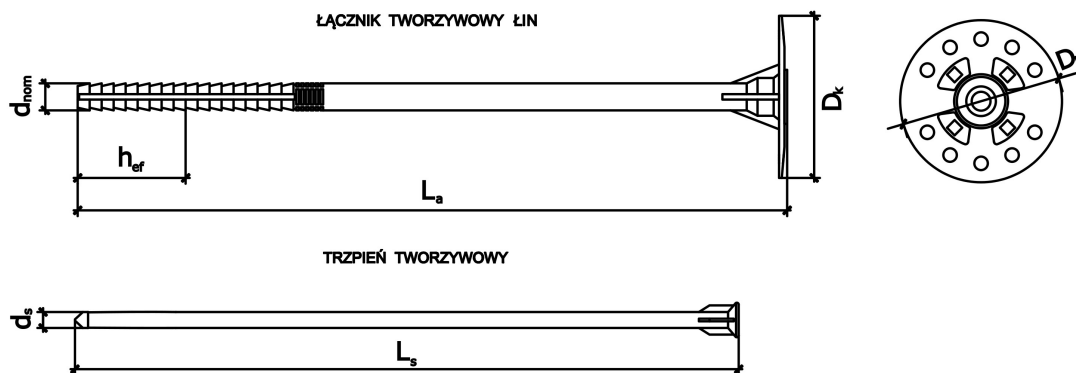 ŁĄCZNIK TWORZYWOWY ŁIN
dnom
hef
La
Dk
D
TRZPIEŃ TWORZYWOWY
ds
Ls